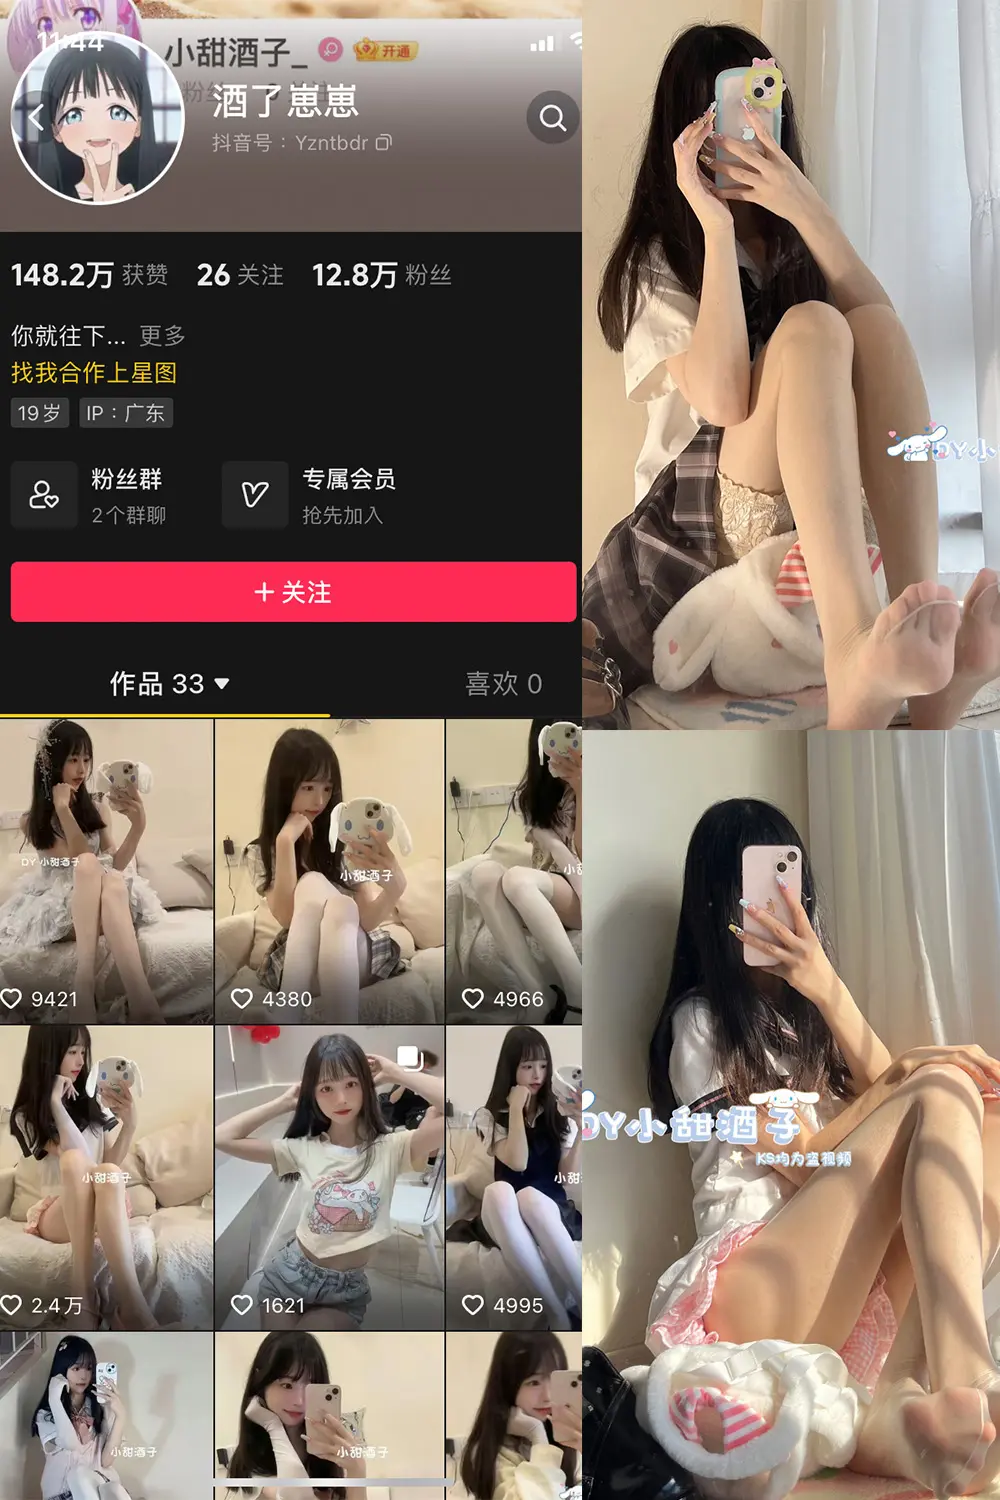 11:44
小甜酒子_
开通
酒了崽崽
抖音号：Yzntbdr
148.2万 获赞 26 关注 12.8万 粉丝
你就往下... 更多
找我合作上星图
19岁 IP：广东
粉丝群 专属会员
2个群聊 抢先加入
+ 关注
作品 33 喜欢 0
DY 小甜酒子
小甜酒子
9421 4380 4966
小甜酒子
2.4万 1621 4995
小甜酒子
小甜酒子
DY小
DY小甜酒子
KS均为盗视频